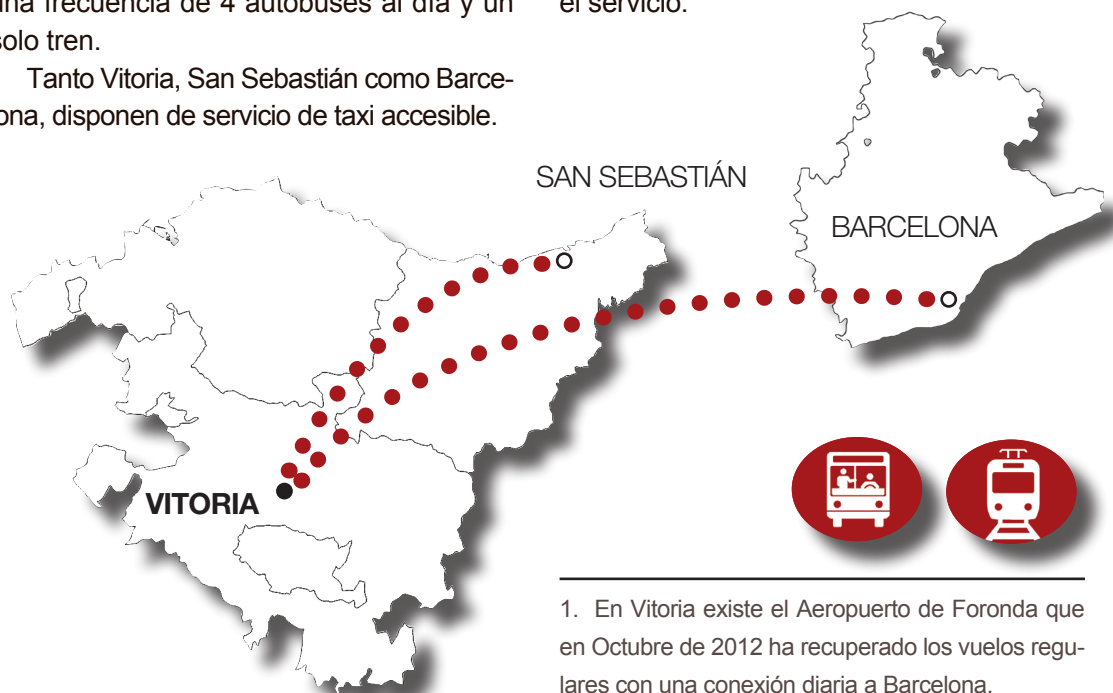 una frecuencia de 4 autobuses al día y un
solo tren.
Tanto Vitoria, San Sebastián como Barce-
lona, disponen de servicio de taxi accesible.
el servicio.
SAN SEBASTIÁN
BARCELONA
VITORIA
1. En Vitoria existe el Aeropuerto de Foronda que
en Octubre de 2012 ha recuperado los vuelos regu-
lares con una conexión diaria a Barcelona.